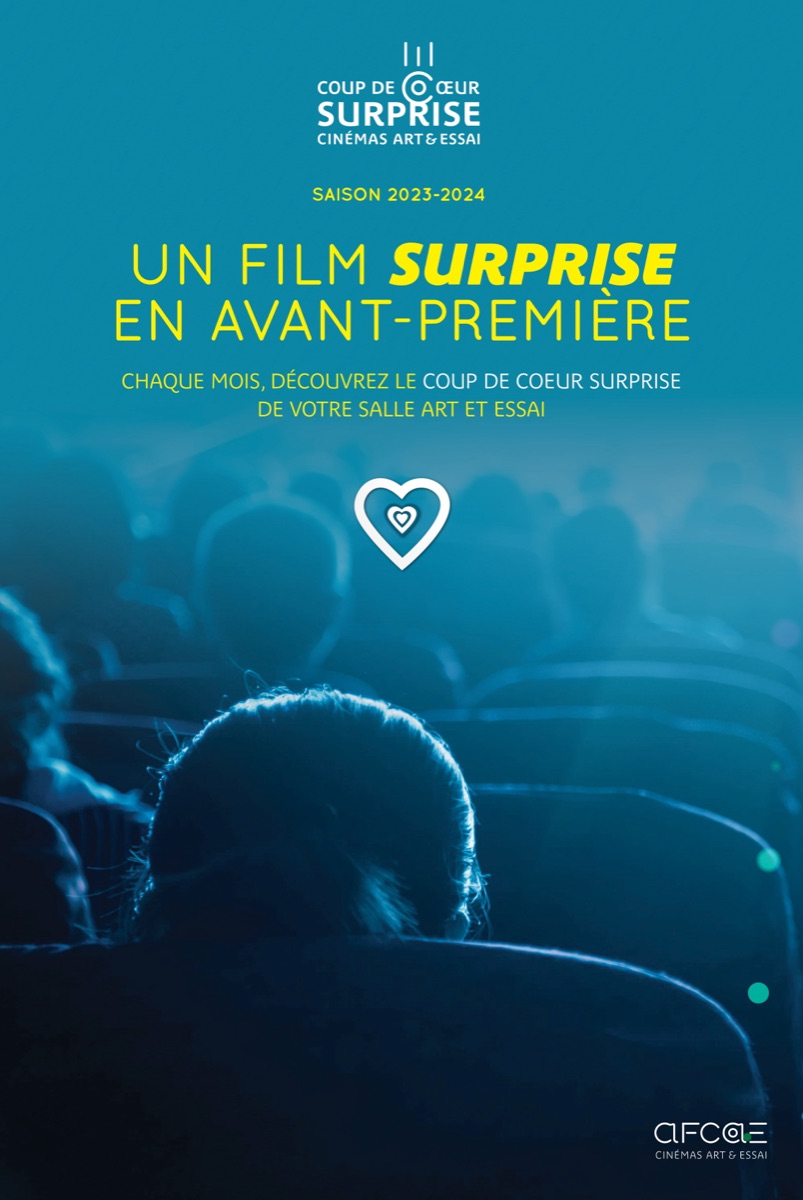 COUP DE CŒUR
SURPRISE
CINÉMAS ART & ESSAI
SAISON 2023-2024
UN FILM SURPRISE
EN AVANT-PREMIÈRE
CHAQUE MOIS, DÉCOUVREZ LE COUP DE COEUR SURPRISE
DE VOTRE SALLE ART ET ESSAI
AFCAE
CINÉMAS ART & ESSAI